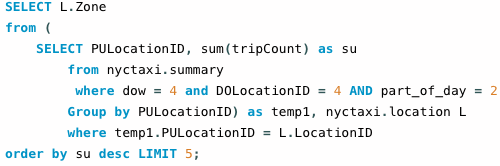 SELECT L.Zone
from (
SELECT PULocationID, sum(tripCount) as su
from nyctaxi.summary
where dow = 4 and DOLocationID = 4 AND part_of_day = 2
Group by PULocationID) as temp1, nyctaxi.location L
where temp1.PULocationID = L.LocationID
order by su desc LIMIT 5;